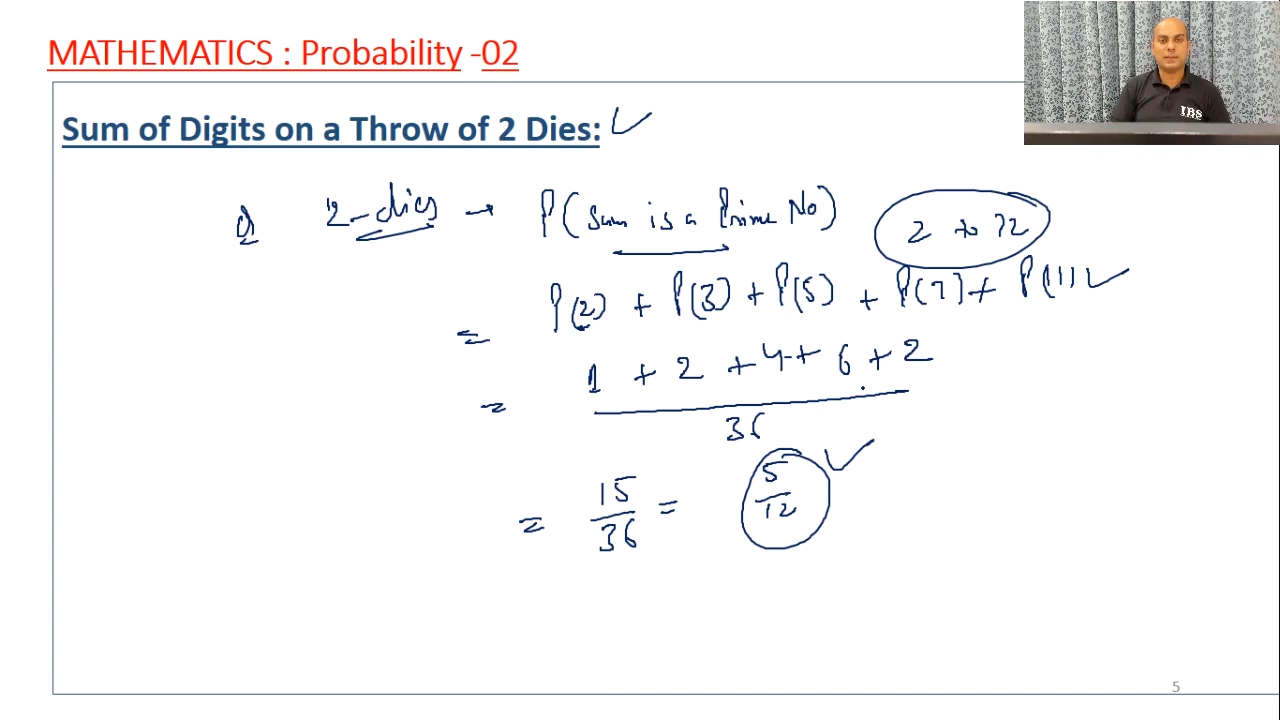 MATHEMATICS : Probability -02
IBS
Sum of Digits on a Throw of 2 Dies:
Q 2-dies → P(Sum is a Prime No) 2 to 12
= P(2) + P(3) + P(5) + P(7) + P(11)
= 1 + 2 + 4 + 6 + 2
36
= 15/36 = 5/12
5